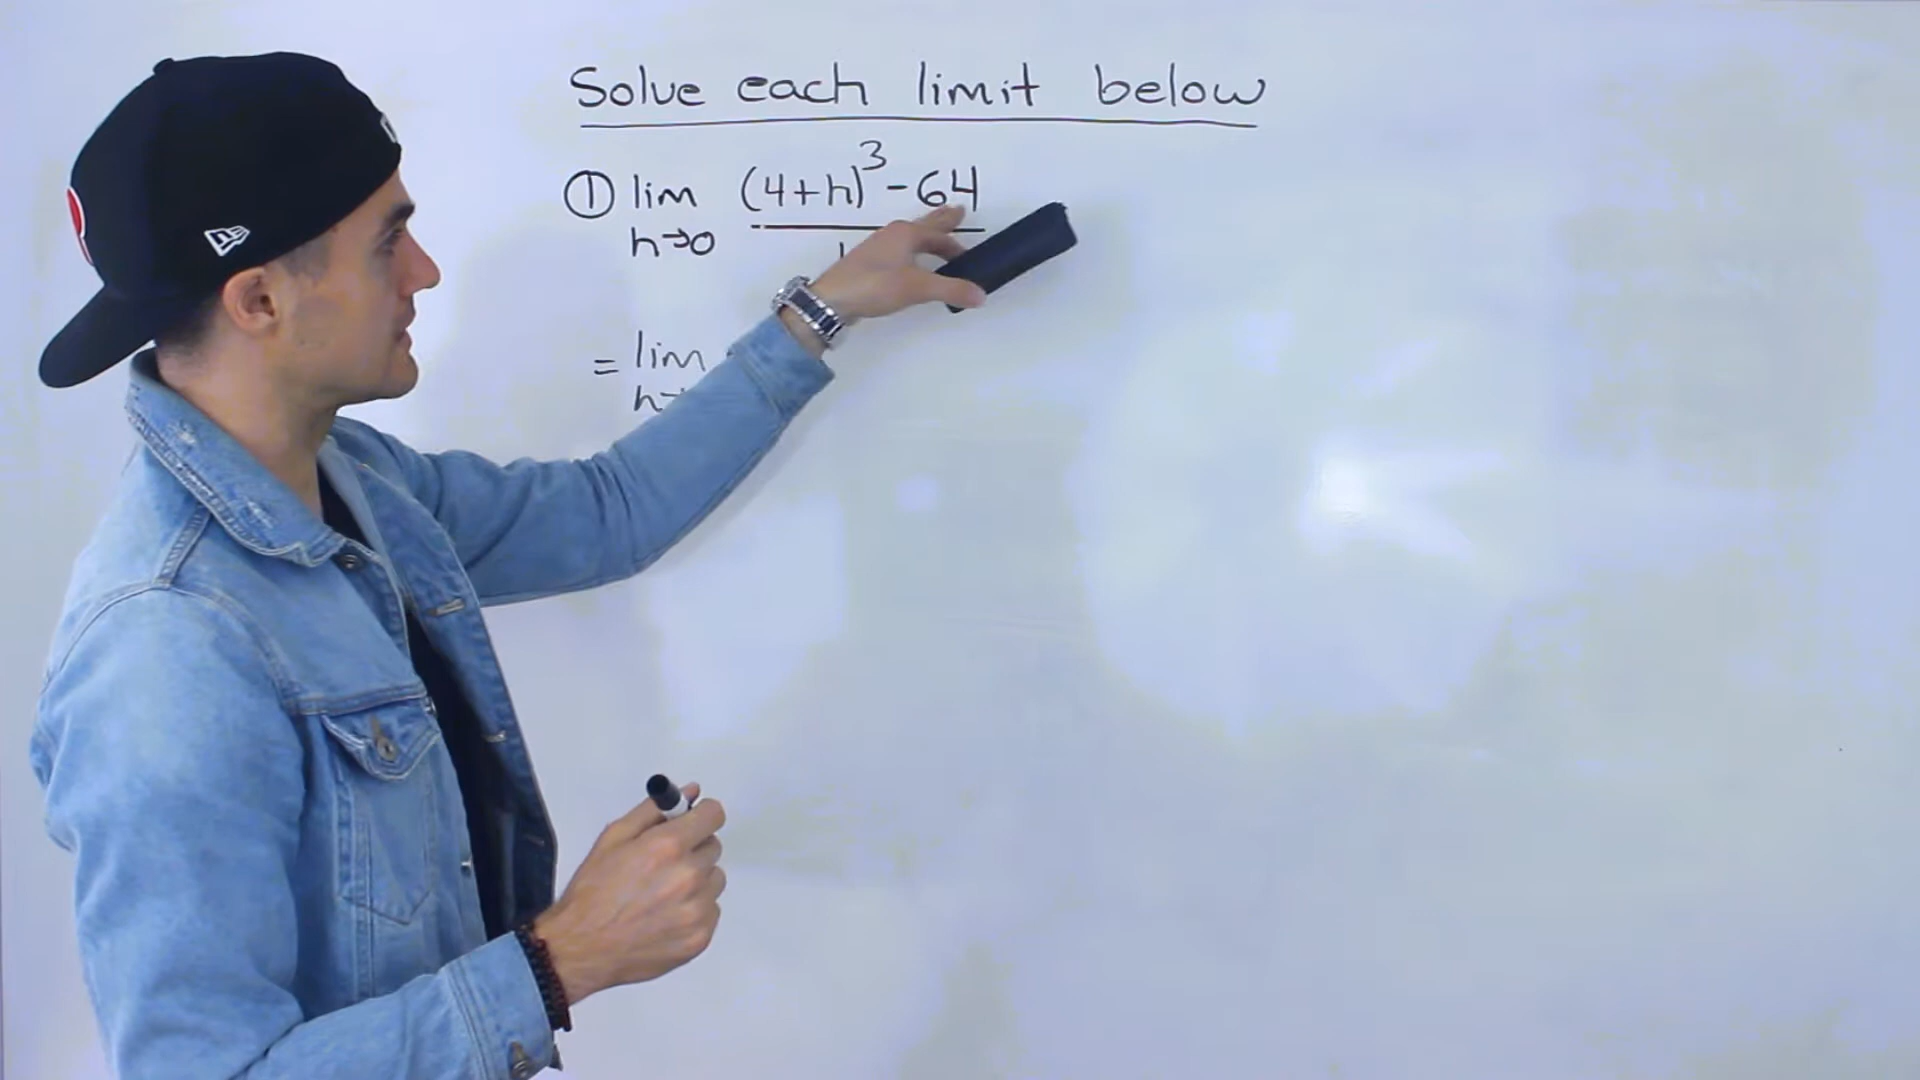 Solve each limit below
① lim (4+h)³-64
h→0
= lim
h→